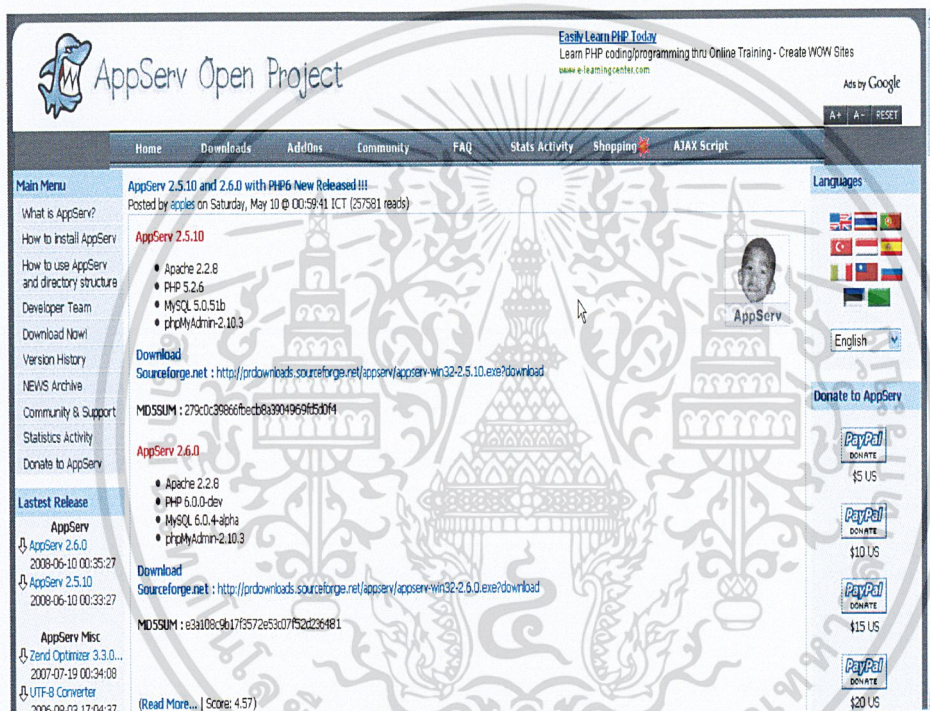 AppServ Open Project
Easily Learn PHP Today
Learn PHP coding/programming thru Online Training - Create WOW Sites
www.e-learningcenter.com
Ads by Google
A+ A- RESET
Home Downloads AddOns Community FAQ Stats Activity Shopping AJAX Script
Main Menu
What is AppServ?
How to install AppServ
How to use AppServ
and directory structure
Developer Team
Download Now!
Version History
NEWS Archive
Community & Support
Statistics Activity
Donate to AppServ
Lastest Release
AppServ
AppServ 2.6.0
2008-06-10 00:35:27
AppServ 2.5.10
2008-06-10 00:33:27
AppServ Misc
Zend Optimizer 3.3.0...
2007-07-19 00:34:08
UTF-8 Converter
2006-08-03 17:04:37
AppServ 2.5.10 and 2.6.0 with PHP6 New Released !!!
Posted by apples on Saturday, May 10 @ 00:59:41 ICT (257581 reads)
AppServ 2.5.10
Apache 2.2.8
PHP 5.2.6
MySQL 5.0.51b
phpMyAdmin-2.10.3
AppServ
Download
Sourceforge.net : http://prdownloads.sourceforge.net/appserv/appserv-win32-2.5.10.exe?download
MD5SUM : 279c0c39866fbecb8a3904969fd5d0f4
AppServ 2.6.0
Apache 2.2.8
PHP 6.0.0-dev
MySQL 6.0.4-alpha
phpMyAdmin-2.10.3
Download
Sourceforge.net : http://prdownloads.sourceforge.net/appserv/appserv-win32-2.6.0.exe?download
MD5SUM : e3a108c9b17f3572e53c07f52d236481
(Read More... | Score: 4.57)
Languages
English
Donate to AppServ
PayPal
DONATE
$5 US
PayPal
DONATE
$10 US
PayPal
DONATE
$15 US
PayPal
DONATE
$20 US